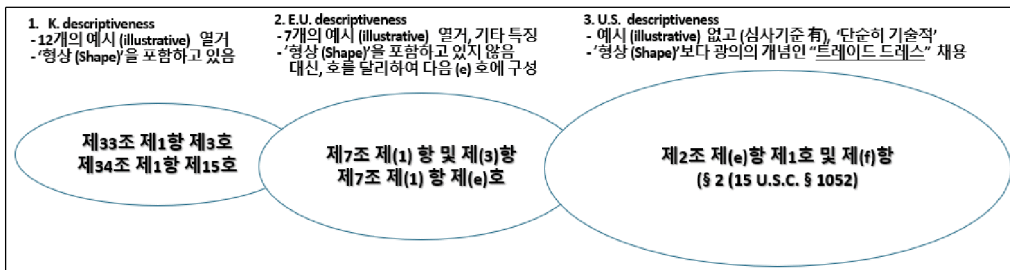 1. K. descriptiveness
- 12개의 예시 (illustrative) 열거
- '형상 (Shape)'을 포함하고 있음
2. E.U. descriptiveness
- 7개의 예시 (illustrative) 열거, 기타 특징
- '형상 (Shape)'을 포함하고 있지 않음
대신, 호를 달리하여 다음 (e) 호에 구성
3. U.S. descriptiveness
- 예시 (illustrative) 없고 (심사기준 有), '단순히 기술적'
- '형상 (Shape)'보다 광의의 개념인 "트레이드 드레스" 채용
제33조 제1항 제3호
제34조 제1항 제15호
제7조 제(1) 항 및 제(3)항
제7조 제(1) 항 제(e)호
제2조 제(e)항 제1호 및 제(f)항
(§ 2 (15 U.S.C. § 1052)